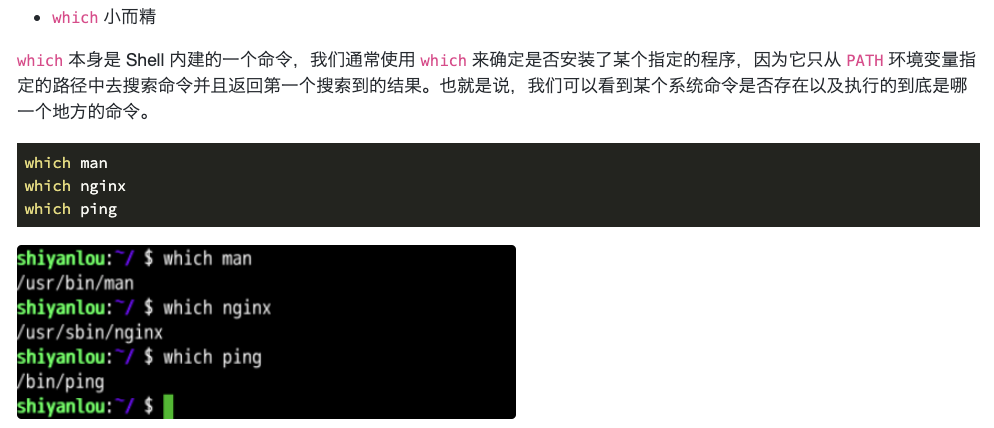 • which 小而精
which 本身是 Shell 内建的一个命令，我们通常使用 which 来确定是否安装了某个指定的程序，因为它只从 PATH 环境变量指
定的路径中去搜索命令并且返回第一个搜索到的结果。也就是说，我们可以看到某个系统命令是否存在以及执行的到底是哪
一个地方的命令。
which man
which nginx
which ping
shiyanlou:~/ $ which man
/usr/bin/man
shiyanlou:~/ $ which nginx
/usr/sbin/nginx
shiyanlou:~/ $ which ping
/bin/ping
shiyanlou:~/ $